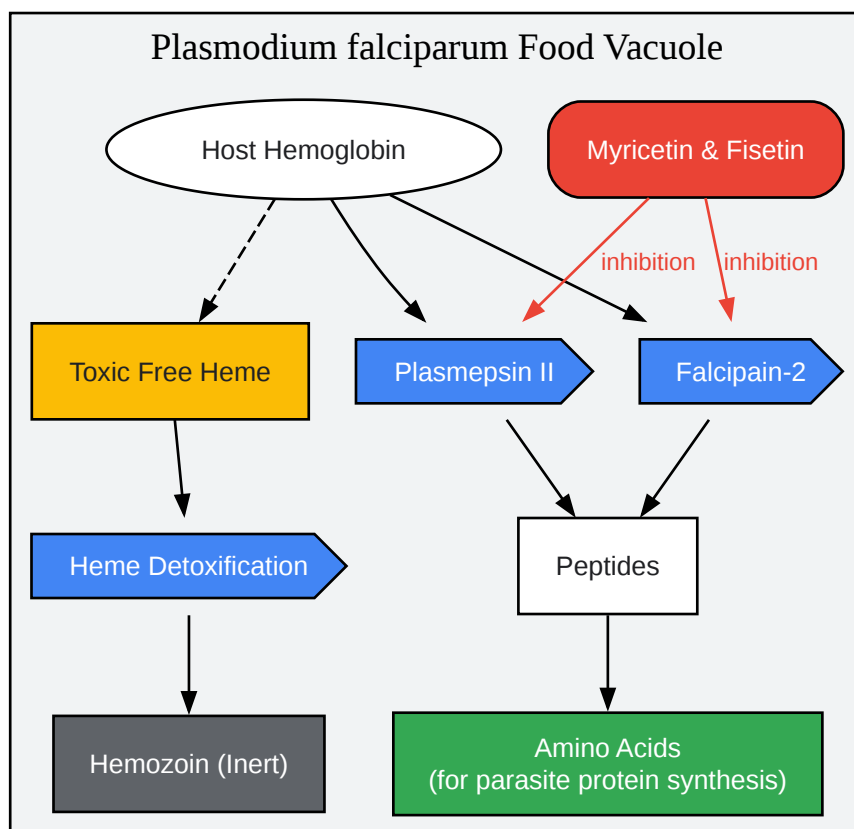 Plasmodium falciparum Food Vacuole
Host Hemoglobin
Myricetin & Fisetin
inhibition
inhibition
Toxic Free Heme
Plasmepsin II
Falcipain-2
Heme Detoxification
Peptides
Hemozoin (Inert)
Amino Acids
(for parasite protein synthesis)